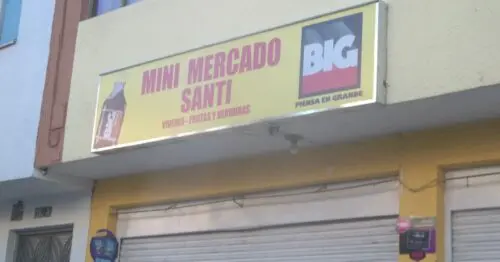 MINI MERCADO
SANTI
VIVERES - FRUTAS Y VERDURAS
BIG
PIENSA EN GRANDE